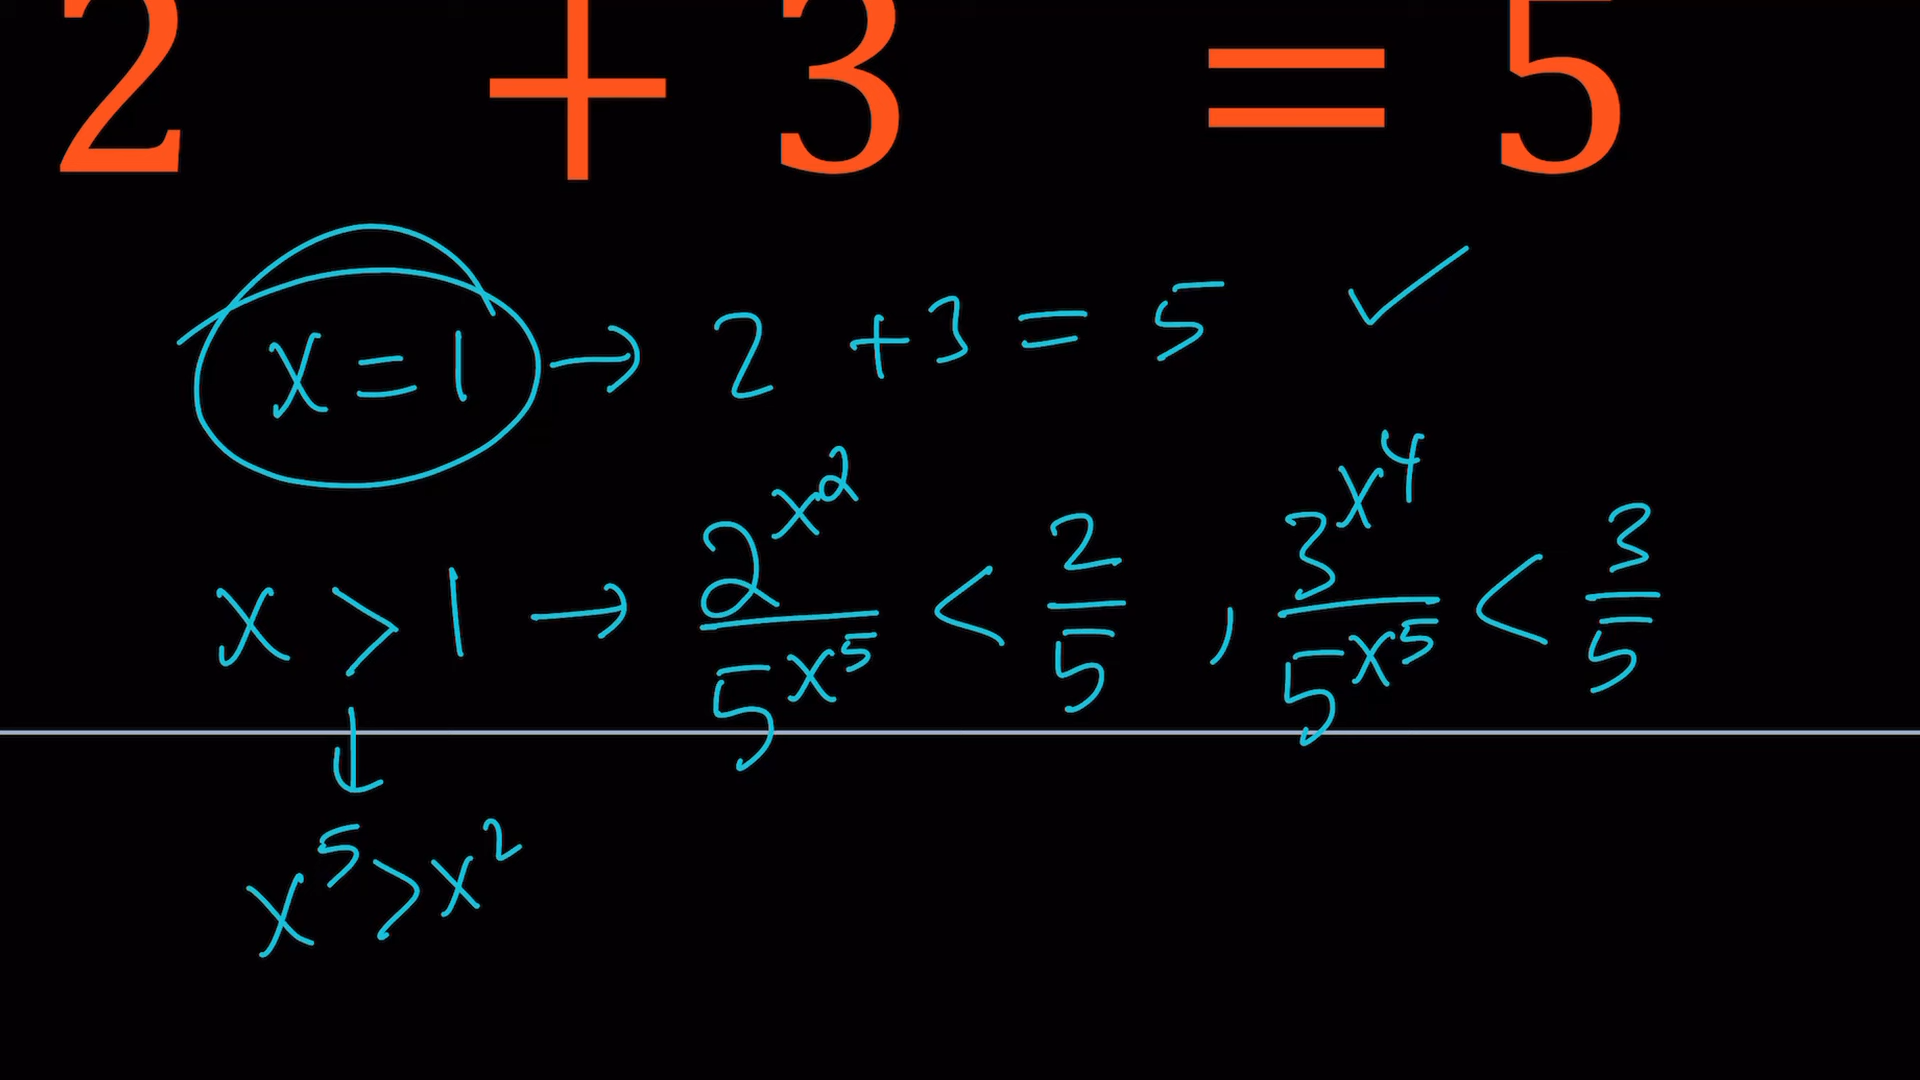 2 + 3 = 5
x = 1 → 2 + 3 = 5 ✓
x > 1 → 2^x^2 / 5^x^5 < 2/5 , 3^x^4 / 5^x^5 < 3/5
↓
x^5 > x^2